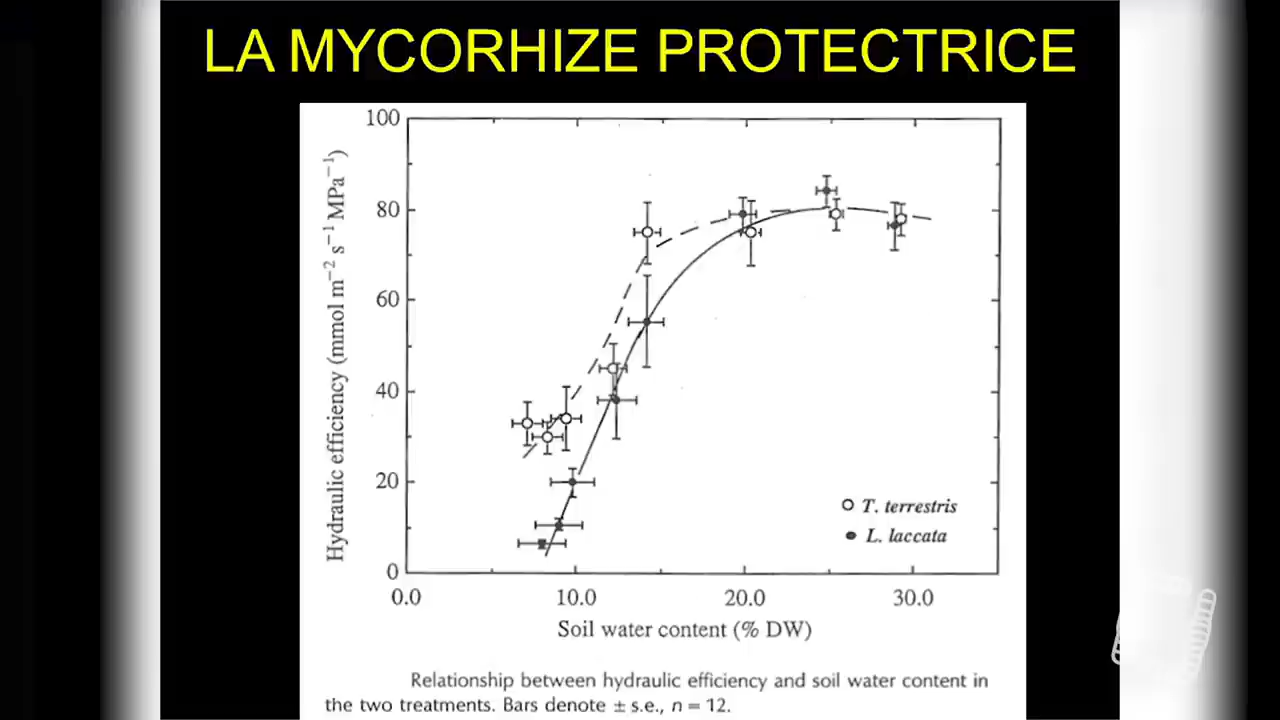 LA MYCORHIZE PROTECTRICE
100
80
60
40
20
0
Hydraulic efficiency (mmol m⁻² s⁻¹ MPa⁻¹)
T. terrestris
L. laccata
0.0 10.0 20.0 30.0
Soil water content (% DW)
Relationship between hydraulic efficiency and soil water content in
the two treatments. Bars denote ± s.e., n = 12.